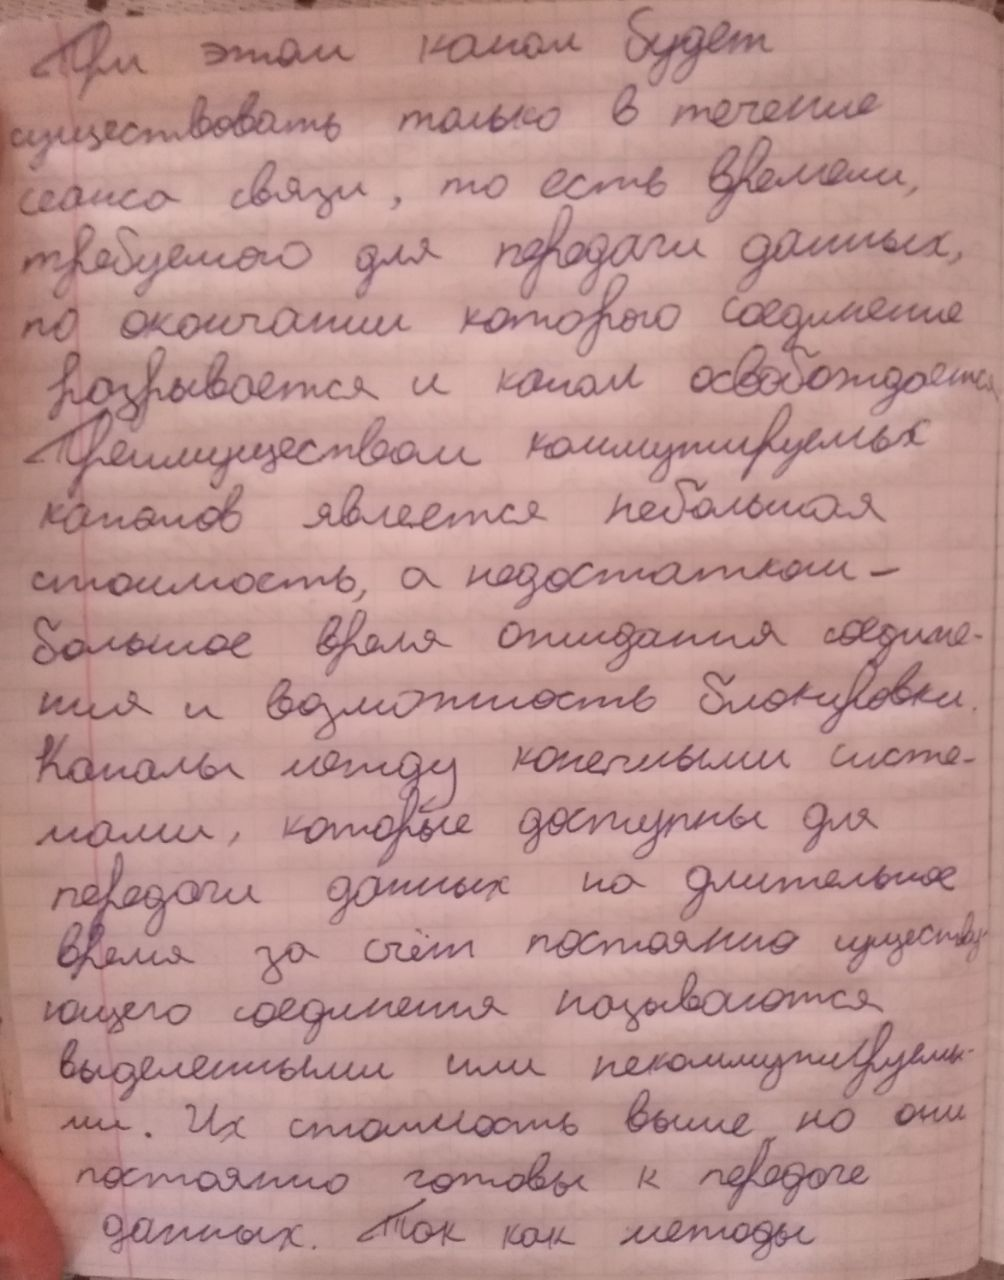 При этом канал будет
существовать только в течение
сеанса связи, то есть времени,
требуемого для передачи данных,
по окончании которого соединение
разрывается и канал освобождается
Преимуществом коммутируемых
каналов является небольшая
стоимость, а недостатком –
большое время ожидания соедине-
ния и возможность блокировки.
Каналы между конечными систе-
мами, которые доступны для
передачи данных на длительное
время за счёт постоянно существу-
ющего соединения называются
выделенными или некоммутируемы-
ми. Их стоимость выше, но они
постоянно готовы к передаче
данных. Так как методы